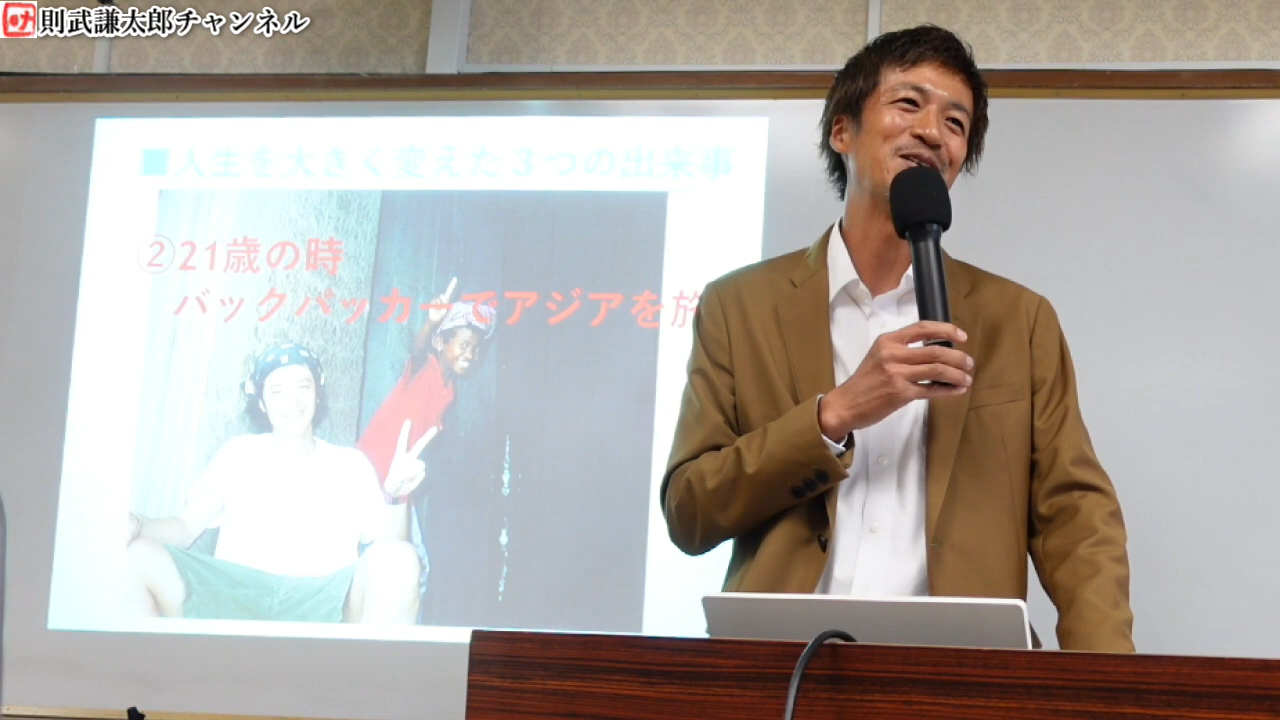 サ 則武謙太郎チャンネル
■人生を大きく変えた３つの出来事
②21歳の時
バックパッカーでアジアを旅